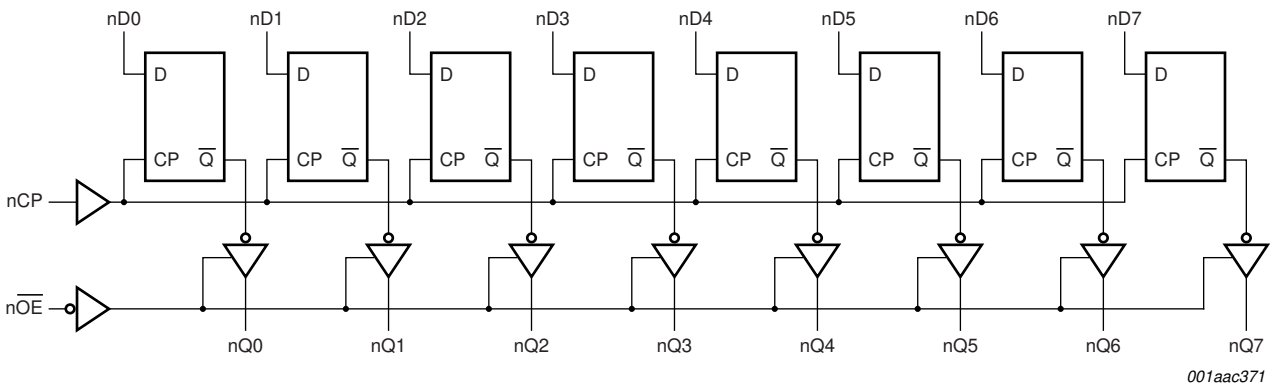 nD0 nD1 nD2 nD3 nD4 nD5 nD6 nD7
D D D D D D D D
CP Q̅ CP Q̅ CP Q̅ CP Q̅ CP Q̅ CP Q̅ CP Q̅ CP Q̅
nCP
nO̅E̅
nQ0 nQ1 nQ2 nQ3 nQ4 nQ5 nQ6 nQ7
001aac371